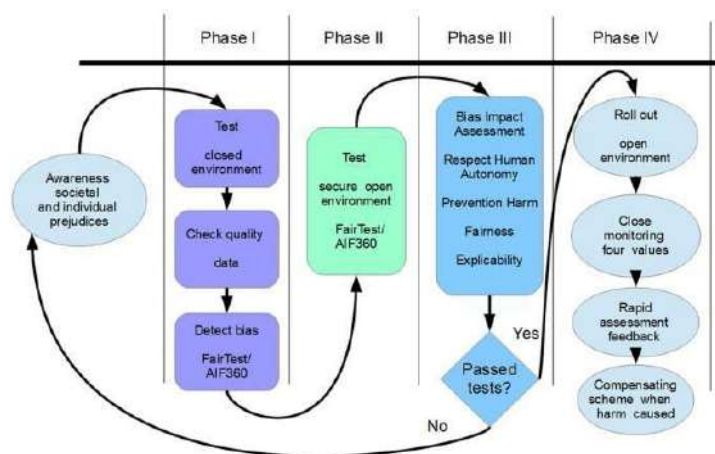 Phase I
Phase II
Phase III
Phase IV
Awareness
societal
and individual
prejudices
Test
closed
environment
Check quality
data
Detect bias
FairTest/
AIF360
Test
secure open
environment
FairTest/
AIF360
Bias impact
Assessment
Respect Human
Autonomy
Prevention Harm
Fairness
Explicability
Passed
tests?
Yes
No
Roll out
open
environment
Close
monitoring
four values
Rapid
assessment
feedback
Compensating
scheme when
harm caused